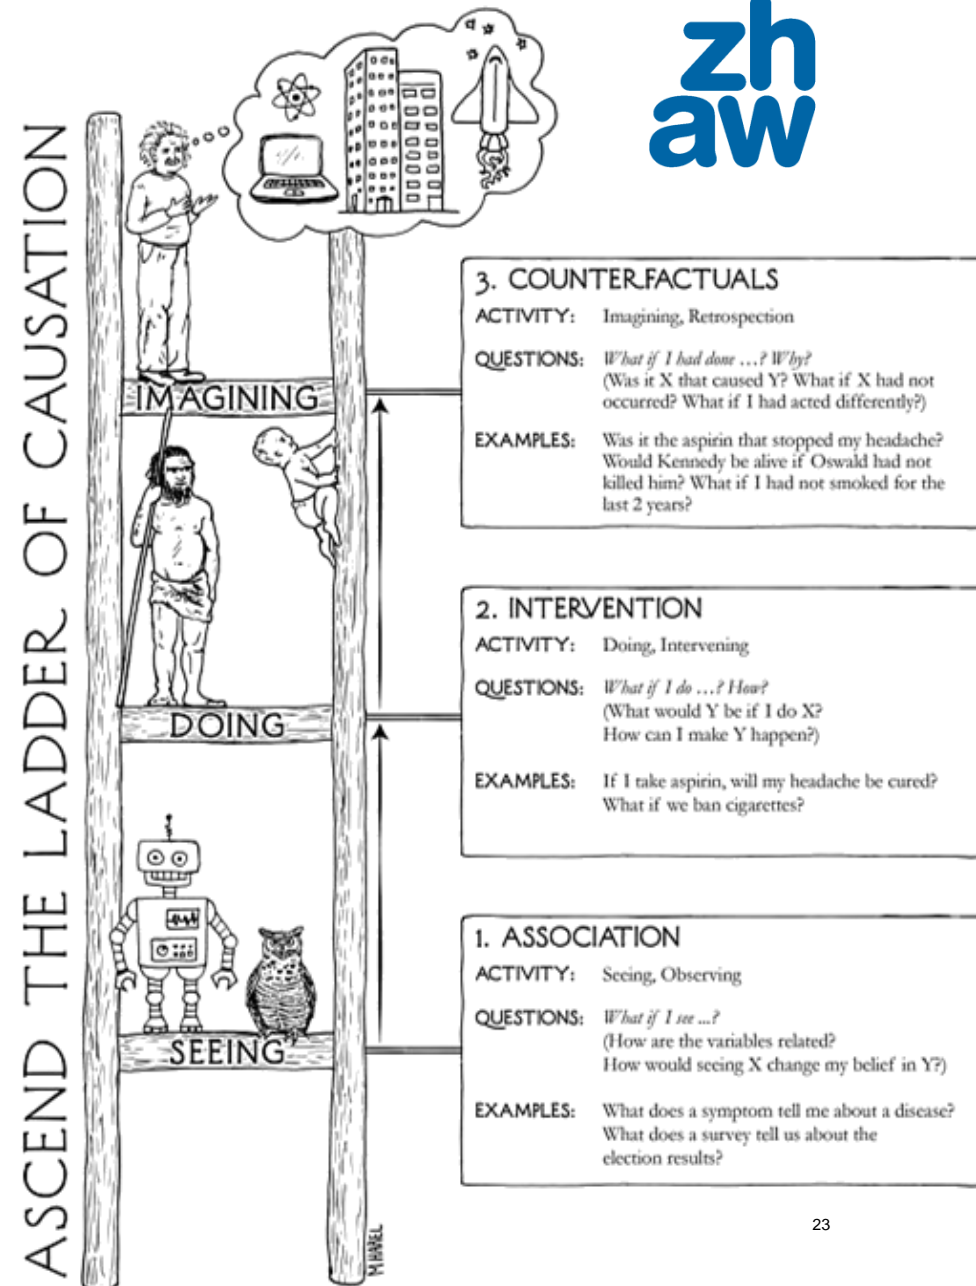 zh
aw
ASCEND THE LADDER OF CAUSATION
</>
IMAGINING
3. COUNTERFACTUALS
ACTIVITY: Imagining, Retrospection
QUESTIONS: What if I had done ...? Why?
(Was it X that caused Y? What if X had not
occurred? What if I had acted differently?)
EXAMPLES: Was it the aspirin that stopped my headache?
Would Kennedy be alive if Oswald had not
killed him? What if I had not smoked for the
last 2 years?
DOING
2. INTERVENTION
ACTIVITY: Doing, Intervening
QUESTIONS: What if I do ...? How?
(What would Y be if I do X?
How can I make Y happen?)
EXAMPLES: If I take aspirin, will my headache be cured?
What if we ban cigarettes?
SEEING
1. ASSOCIATION
ACTIVITY: Seeing, Observing
QUESTIONS: What if I see ...?
(How are the variables related?
How would seeing X change my belief in Y?)
EXAMPLES: What does a symptom tell me about a disease?
What does a survey tell us about the
election results?
M.HAREL
23